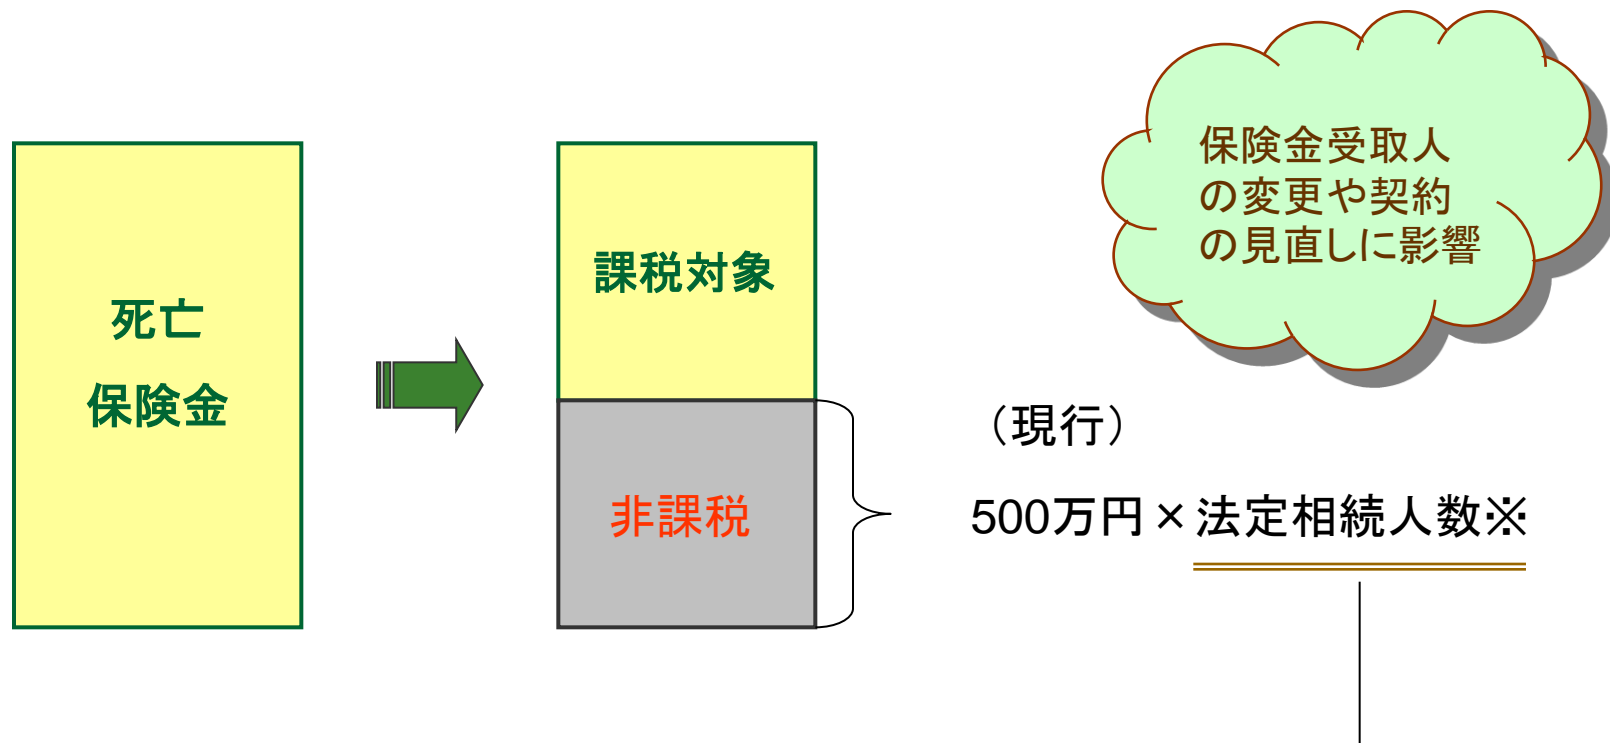 死亡
保険金
課税対象
非課税
保険金受取人
の変更や契約
の見直しに影響
（現行）
500万円×法定相続人数※